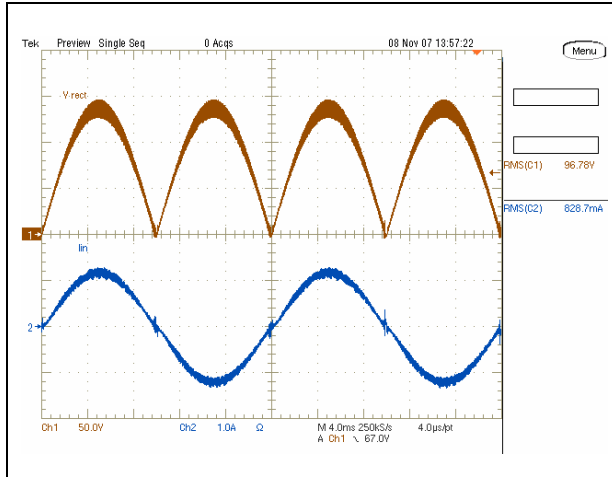 Tek Preview Single Seq 0 Acqs 08 Nov 07 13:57:22
Menu
V-rect
RMS(C1) 96.78V
1
RMS(C2) 828.7mA
Iin
2
Ch1 50.0V Ch2 1.0A Ω M 4.0ms 250kS/s 4.0µs/pt
A Ch1 ∖ 67.0V